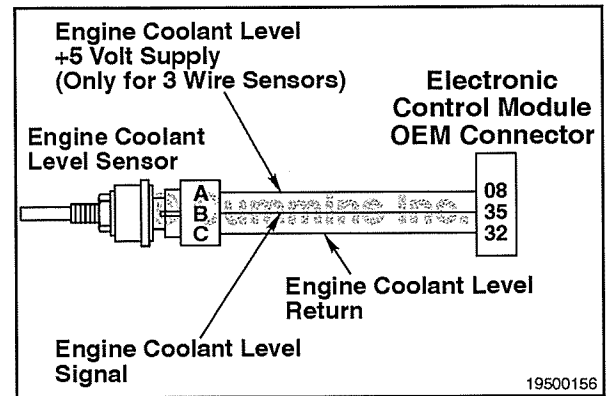 Engine Coolant Level
+5 Volt Supply
(Only for 3 Wire Sensors)
Electronic
Control Module
OEM Connector
Engine Coolant
Level Sensor
A
B
C
08
35
32
Engine Coolant Level
Return
Engine Coolant Level
Signal
19500156